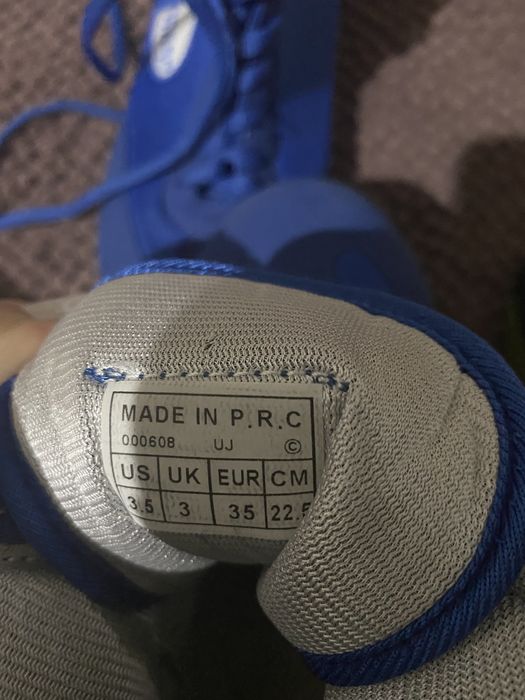 MADE IN P.R.C
000608 UJ ©
US UK EUR CM
3.5 3 35 22.5